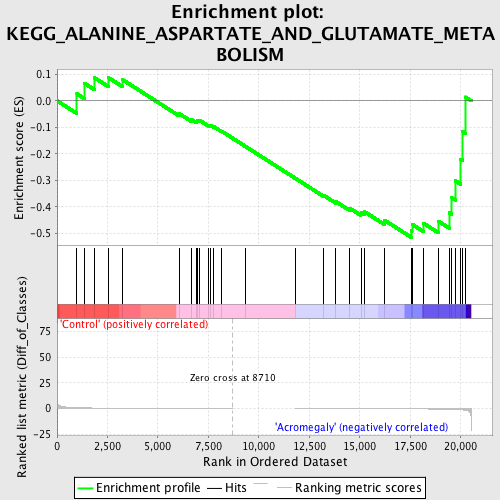 Enrichment plot:
KEGG_ALANINE_ASPARTATE_AND_GLUTAMATE_META
BOLISM
Enrichment score (ES)
0.1
0.0
-0.1
-0.2
-0.3
-0.4
-0.5
'Control' (positively correlated)
Ranked list metric (Diff_of_Classes)
75
50
25
0
-25
Zero cross at 8710
'Acromegaly' (negatively correlated)
0
2,500
5,000
7,500
10,000
12,500
15,000
17,500
20,000
Rank in Ordered Dataset
Enrichment profile
Hits
Ranking metric scores